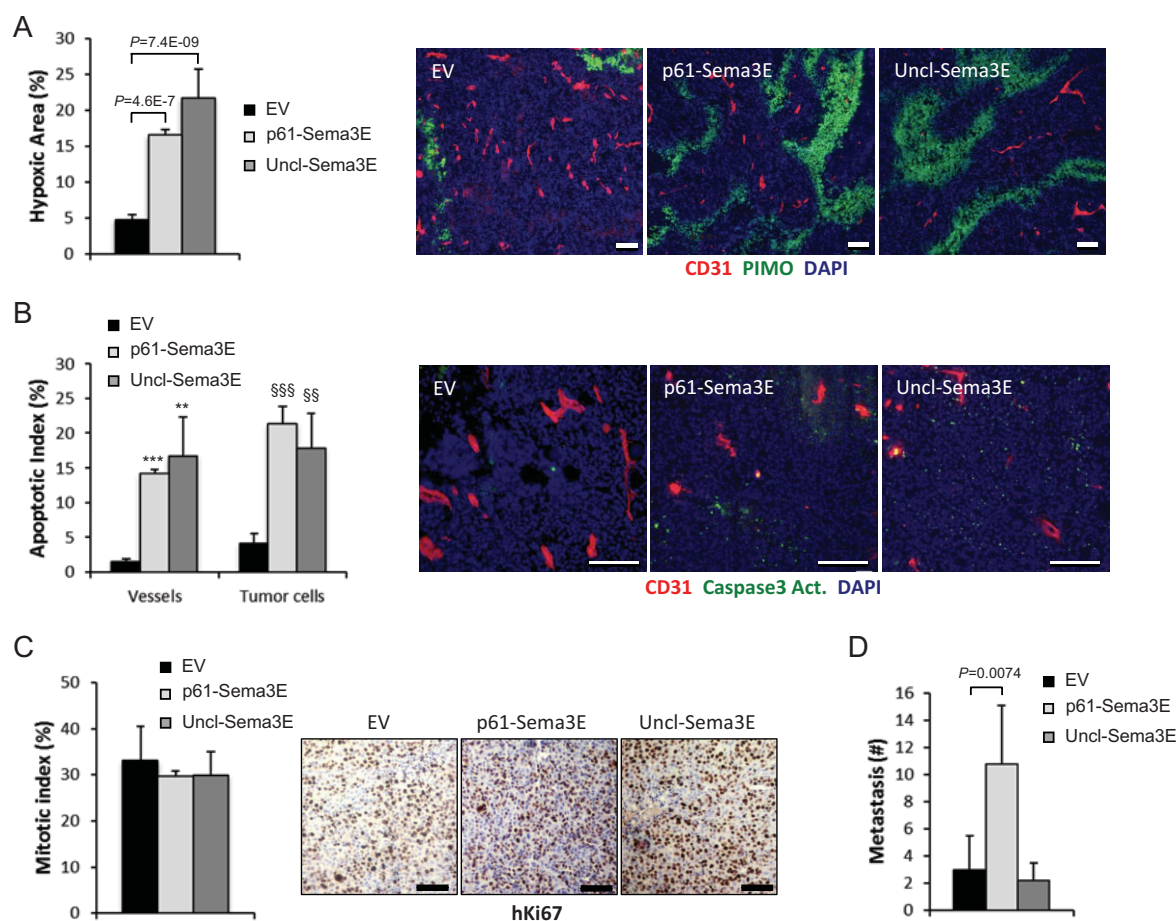 A
Hypoxic Area (%)
30
25
20
15
10
5
0
P=7.4E-09
P=4.6E-7
EV
p61-Sema3E
Uncl-Sema3E
EV
p61-Sema3E
Uncl-Sema3E
CD31 PIMO DAPI
B
Apoptotic Index (%)
30
25
20
15
10
5
0
EV
p61-Sema3E
Uncl-Sema3E
***
**
§§§
§§
Vessels
Tumor cells
EV
p61-Sema3E
Uncl-Sema3E
CD31 Caspase3 Act. DAPI
C
Mitotic index (%)
50
40
30
20
10
0
EV
p61-Sema3E
Uncl-Sema3E
EV
p61-Sema3E
Uncl-Sema3E
hKi67
D
Metastasis (#)
16
14
12
10
8
6
4
2
0
P=0.0074
EV
p61-Sema3E
Uncl-Sema3E